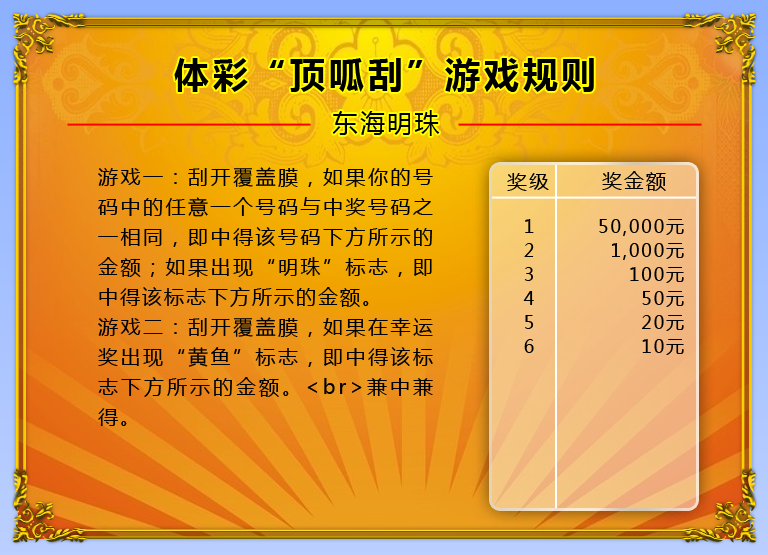 体彩“顶呱刮”游戏规则
东海明珠
游戏一：刮开覆盖膜，如果你的号
码中的任意一个号码与中奖号码之
一相同，即中得该号码下方所示的
金额；如果出现“明珠”标志，即
中得该标志下方所示的金额。
游戏二：刮开覆盖膜，如果在幸运
奖出现“黄鱼”标志，即中得该标
志下方所示的金额。<br>兼中兼
得。
奖级 奖金额
1 50,000元
2 1,000元
3 100元
4 50元
5 20元
6 10元